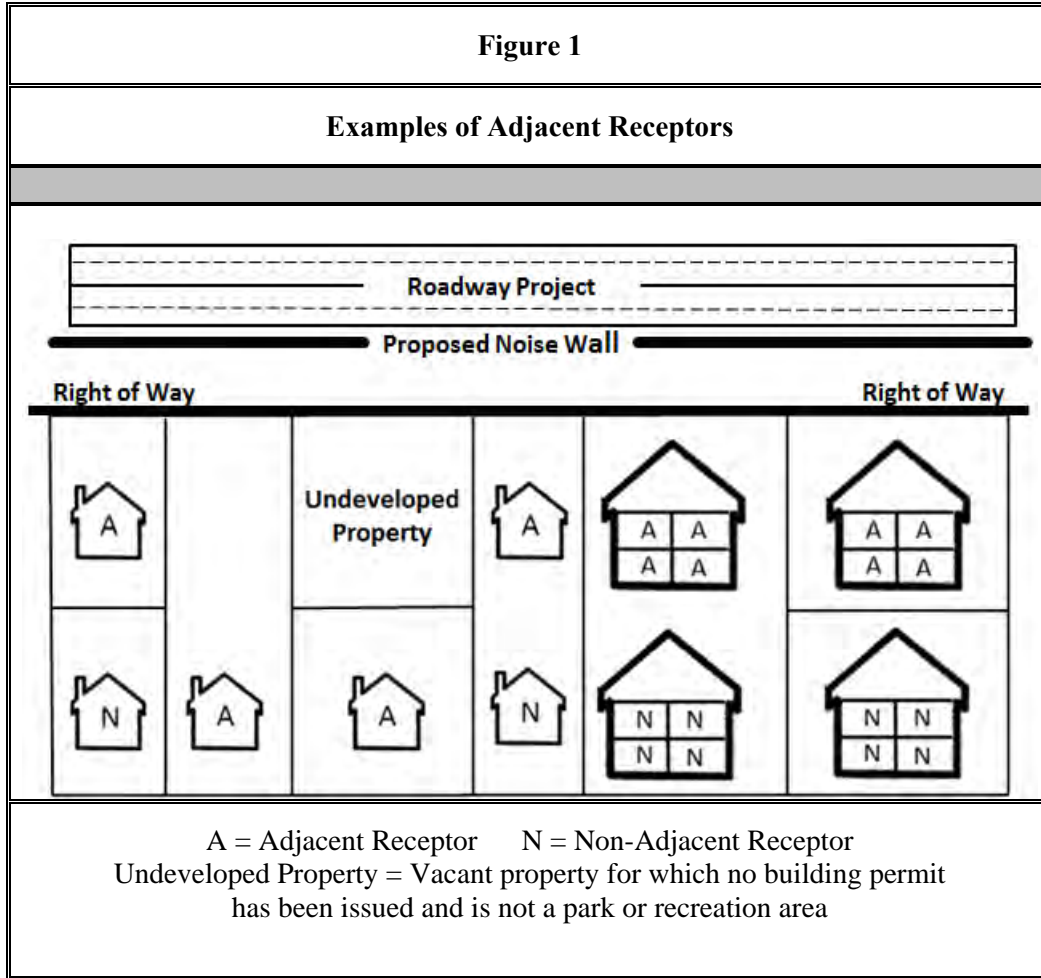 Figure 1
Examples of Adjacent Receptors
Roadway Project
Proposed Noise Wall
Right of Way Right of Way
A
Undeveloped
Property
A
A A
A A
A A
A A
N
A
A
N
N N
N N
N N
N N
A = Adjacent Receptor N = Non-Adjacent Receptor
Undeveloped Property = Vacant property for which no building permit
has been issued and is not a park or recreation area